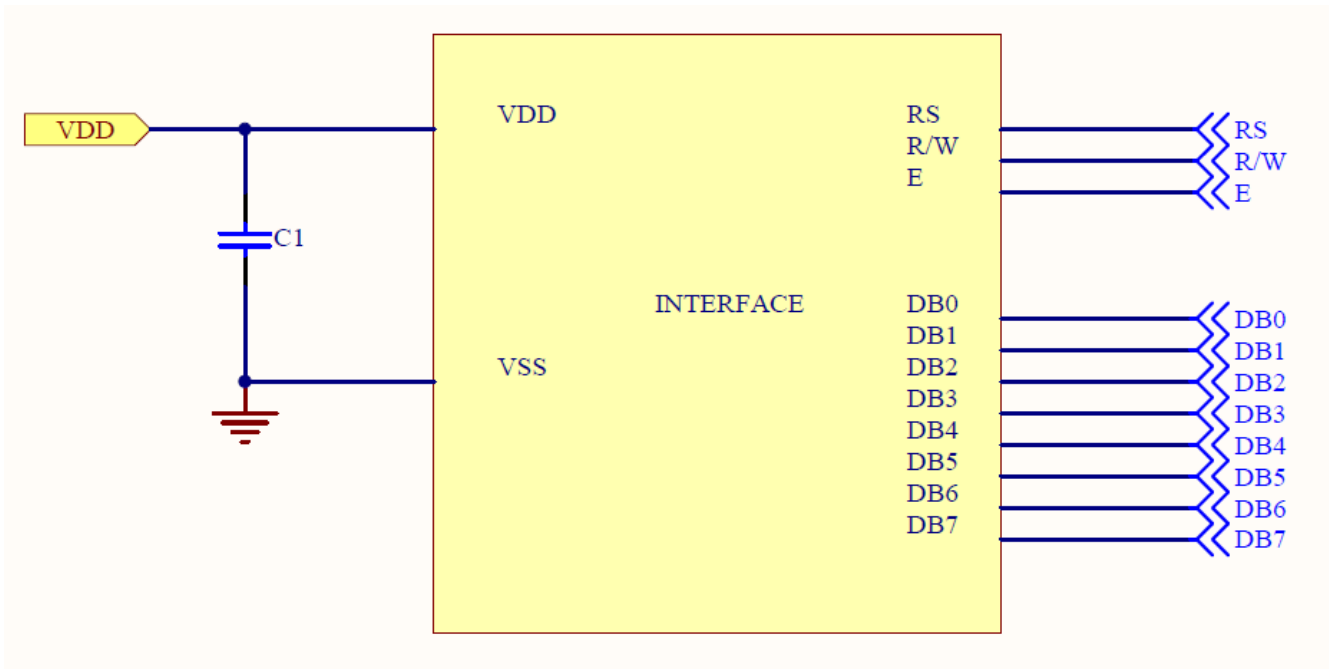 VDD
C1
VDD
VSS
INTERFACE
RS
R/W
E
DB0
DB1
DB2
DB3
DB4
DB5
DB6
DB7
RS
R/W
E
DB0
DB1
DB2
DB3
DB4
DB5
DB6
DB7